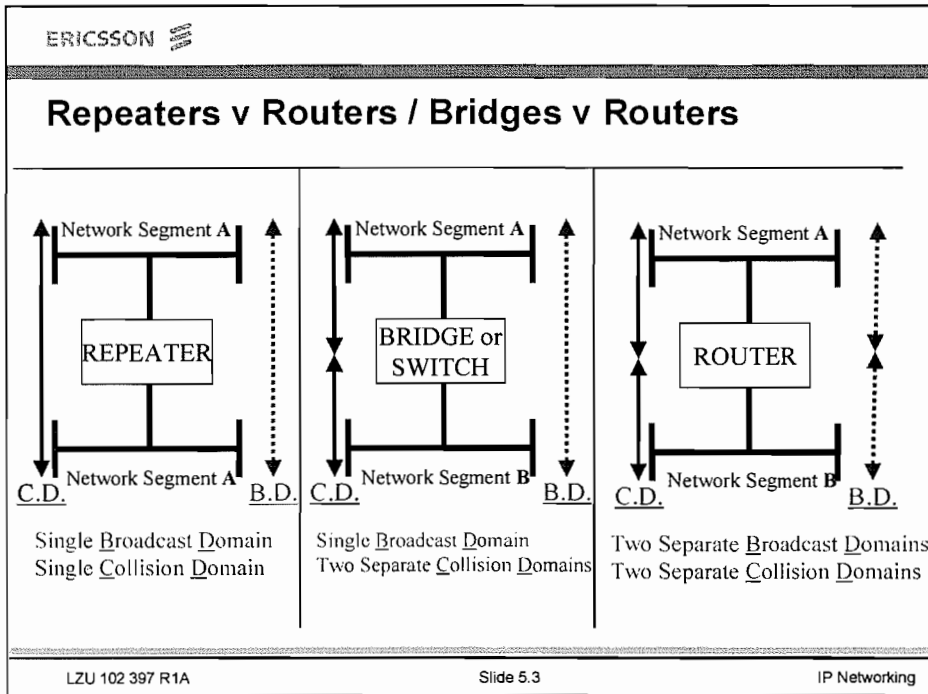 ERICSSON
Repeaters v Routers / Bridges v Routers
Network Segment A
REPEATER
Network Segment A
C.D.
B.D.
Single Broadcast Domain
Single Collision Domain
Network Segment A
BRIDGE or
SWITCH
Network Segment B
C.D.
B.D.
Single Broadcast Domain
Two Separate Collision Domains
Network Segment A
ROUTER
Network Segment B
C.D.
B.D.
Two Separate Broadcast Domains
Two Separate Collision Domains
LZU 102 397 R1A
Slide 5.3
IP Networking